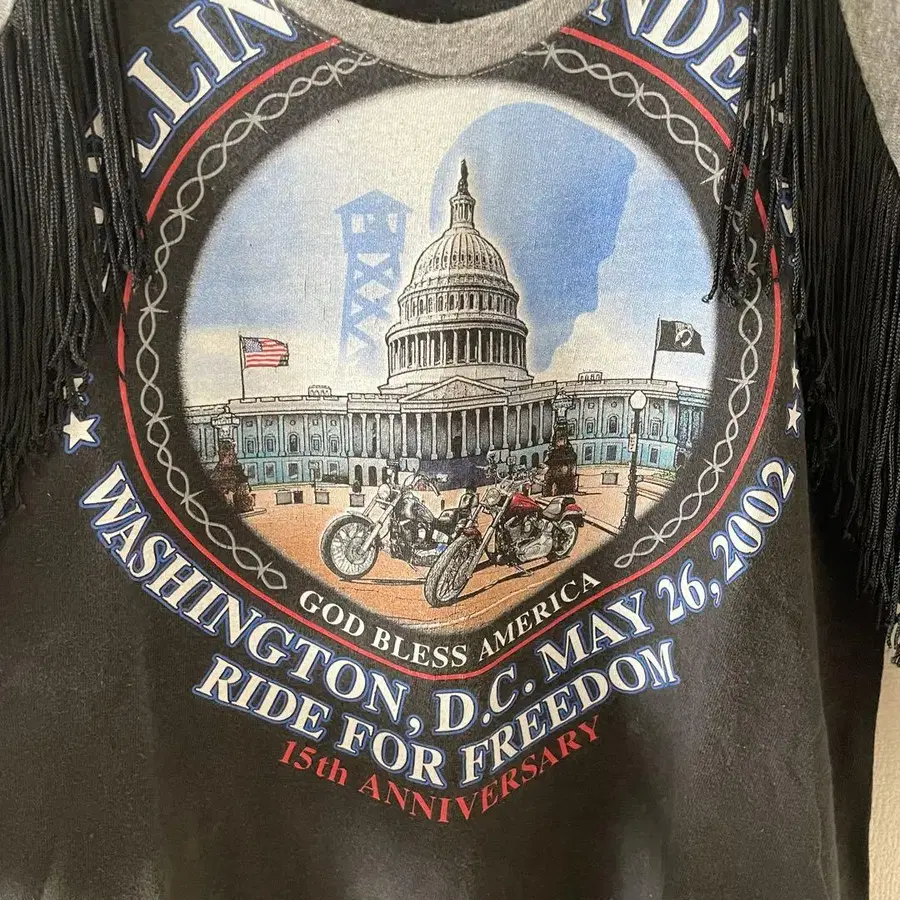 GOD BLESS AMERICA
WASHINGTON, D.C. MAY 26, 2002
RIDE FOR FREEDOM
15th ANNIVERSARY